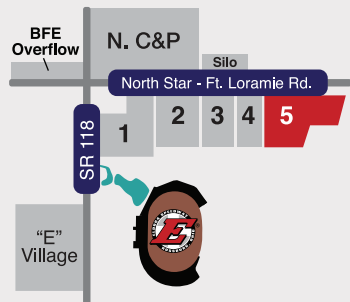 BFE
Overflow
N. C&P
Silo
North Star - Ft. Loramie Rd.
1
2
3
4
5
SR 118
E
"E"
Village